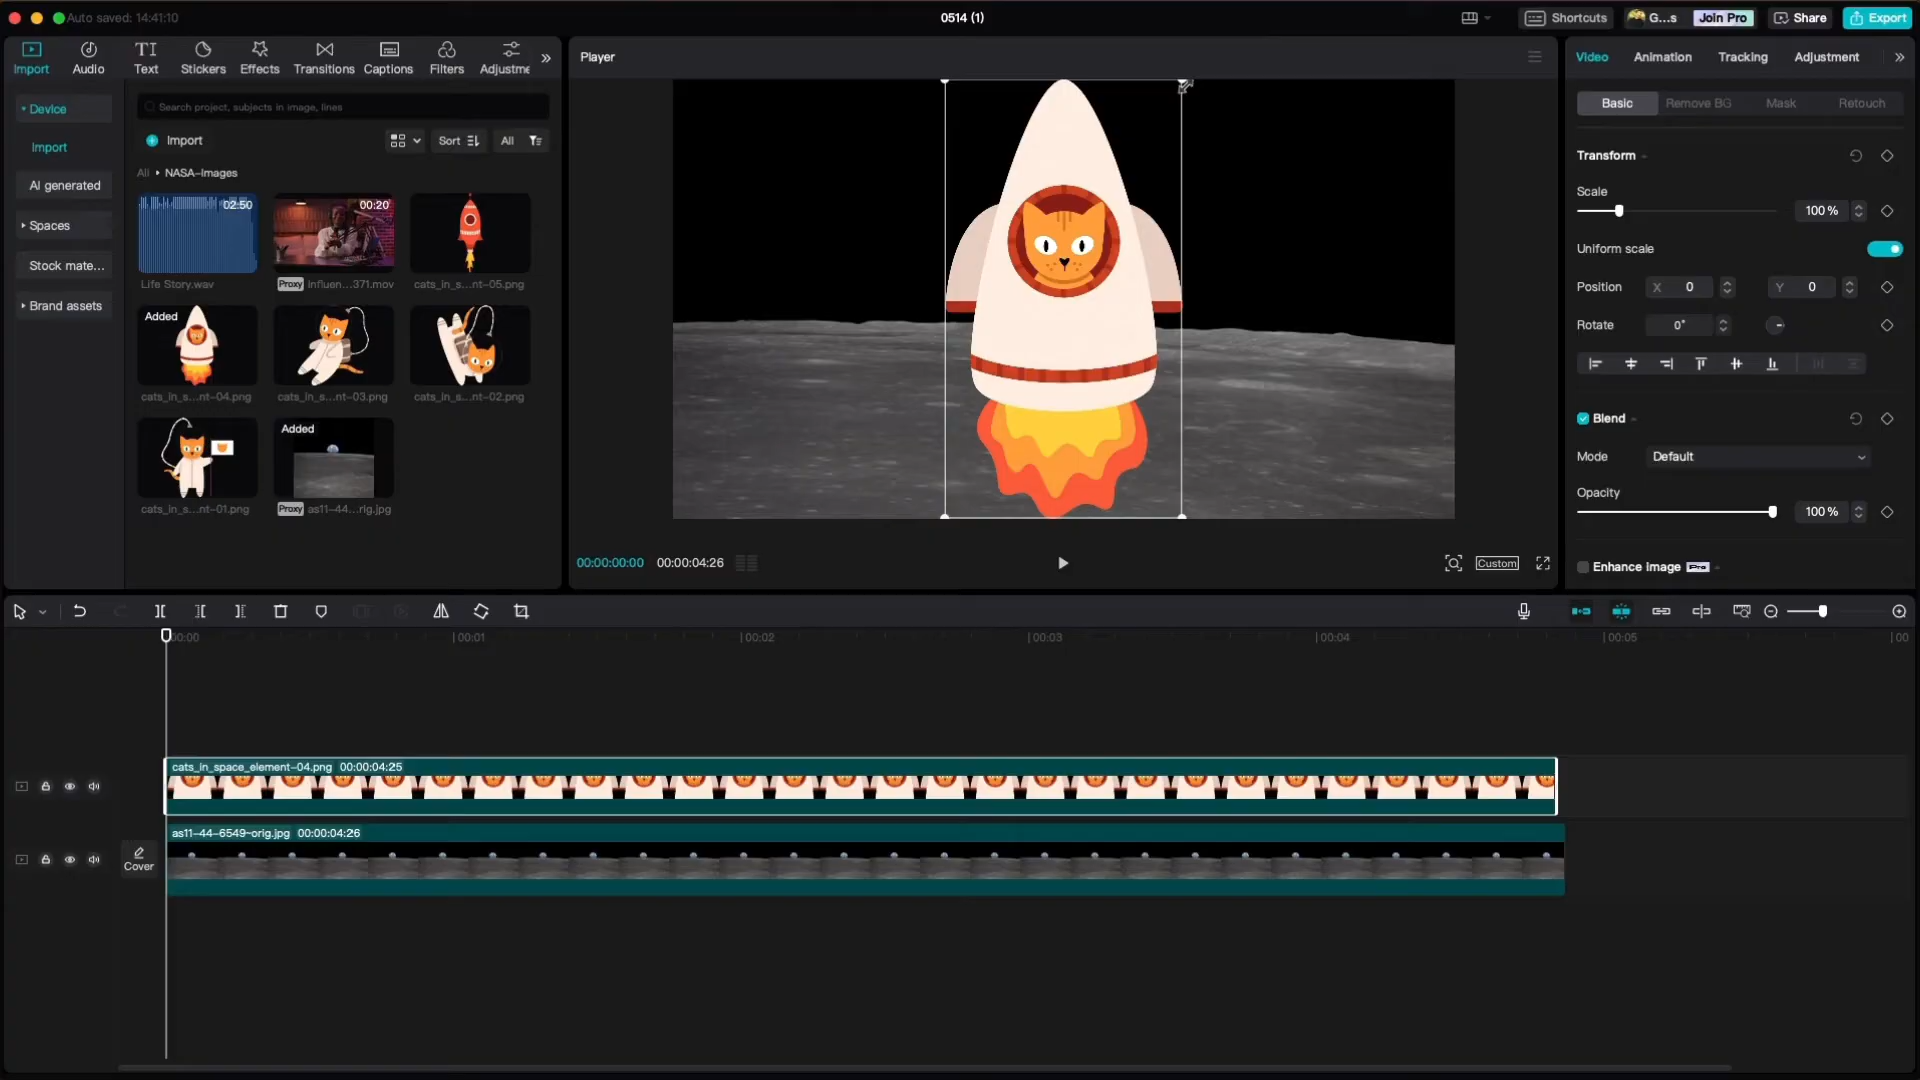 Auto saved: 14:41:10
0514 (1)
Shortcuts
G...s
Join Pro
Share
Export
Import
Audio
TI
Text
Stickers
Effects
Transitions
Captions
Filters
Adjustme
Device
Import
AI generated
Spaces
Stock mate...
Brand assets
Search project, subjects in image, lines
Import
Sort
All
All
NASA-Images
02:50
Life Story.wav
00:20
Proxy influen...371.mov
cats_in_s...nt-05.png
Added
cats_in_s...nt-04.png
cats_in_s...nt-03.png
cats_in_s...nt-02.png
cats_in_s...nt-01.png
Added
Proxy as11-44...rig.jpg
Player
00:00:00:00
00:00:04:26
Custom
Video
Animation
Tracking
Adjustment
Basic
Remove BG
Mask
Retouch
Transform
Scale
100 %
Uniform scale
Position
X 0
Y 0
Rotate
0°
Blend
Mode
Default
Opacity
100 %
Enhance image
Pro
00:00
00:01
00:02
00:03
00:04
00:05
00
cats_in_space_element-04.png 00:00:04:25
as11-44-6549~orig.jpg 00:00:04:26
Cover